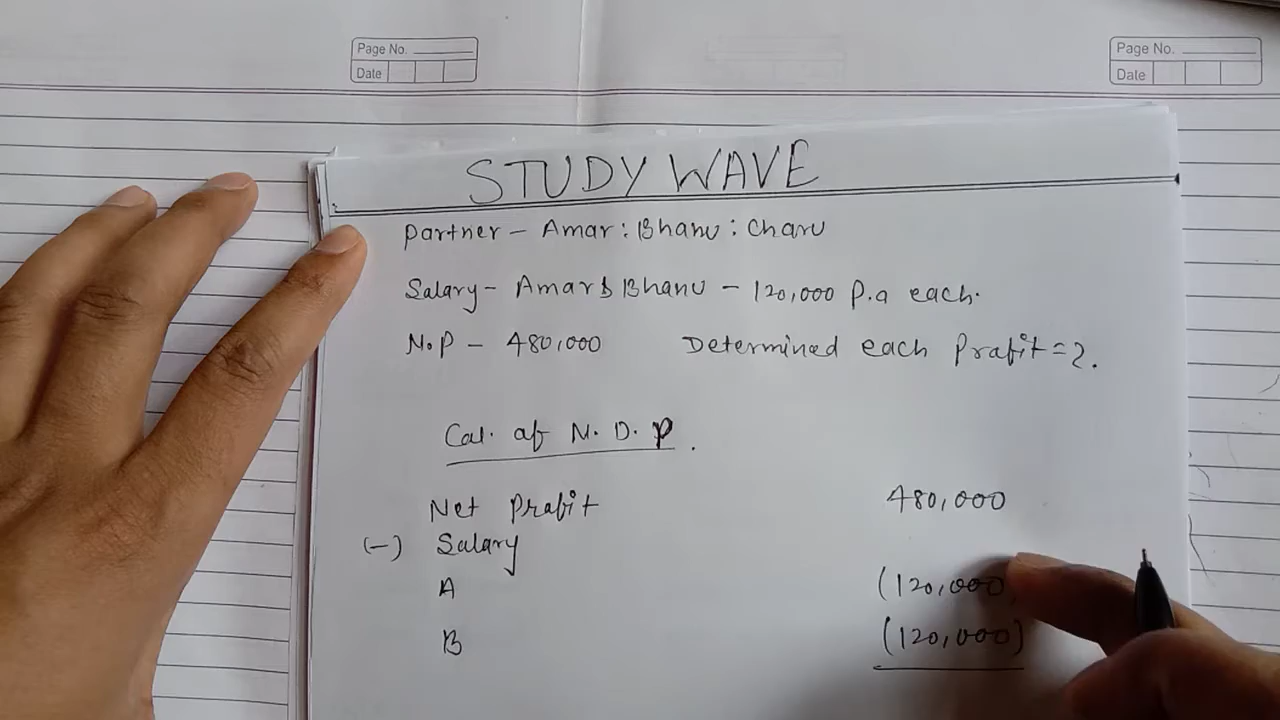 Page No.
Date
Page No.
Date
STUDY WAVE
Partner - Amar : Bhanu : Charu
Salary - Amar & Bhanu - 120,000 P.a each.
N.P - 480,000 Determined each Profit = ?.
Cal. of N. D. P.
Net Profit 480,000
(-) Salary
A (120,000
B (120,000)